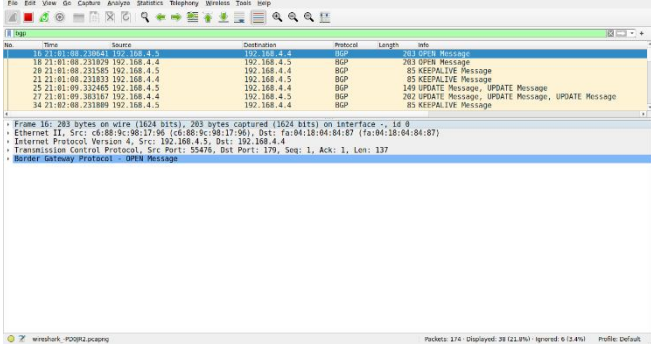 File Edit View Go Capture Analyze Statistics Telephony Wireless Tools Help
bgp
No. Time Source Destination Protocol Length Info
16 21:01:08.230641 192.168.4.5 192.168.4.4 BGP 203 OPEN Message
18 21:01:08.231029 192.168.4.4 192.168.4.5 BGP 203 OPEN Message
20 21:01:08.231585 192.168.4.5 192.168.4.4 BGP 85 KEEPALIVE Message
21 21:01:08.231833 192.168.4.4 192.168.4.5 BGP 85 KEEPALIVE Message
25 21:01:09.332465 192.168.4.5 192.168.4.4 BGP 149 UPDATE Message, UPDATE Message
27 21:01:09.383167 192.168.4.4 192.168.4.5 BGP 202 UPDATE Message, UPDATE Message, UPDATE Message
34 21:02:08.231809 192.168.4.5 192.168.4.4 BGP 85 KEEPALIVE Message
Frame 16: 203 bytes on wire (1624 bits), 203 bytes captured (1624 bits) on interface -, id 0
Ethernet II, Src: c6:88:9c:98:17:96 (c6:88:9c:98:17:96), Dst: fa:04:18:04:84:87 (fa:04:18:04:84:87)
Internet Protocol Version 4, Src: 192.168.4.5, Dst: 192.168.4.4
Transmission Control Protocol, Src Port: 55476, Dst Port: 179, Seq: 1, Ack: 1, Len: 137
Border Gateway Protocol - OPEN Message
wireshark_-PD0JR2.pcapng Packets: 174 · Displayed: 38 (21.8%) · Ignored: 6 (3.4%) Profile: Default